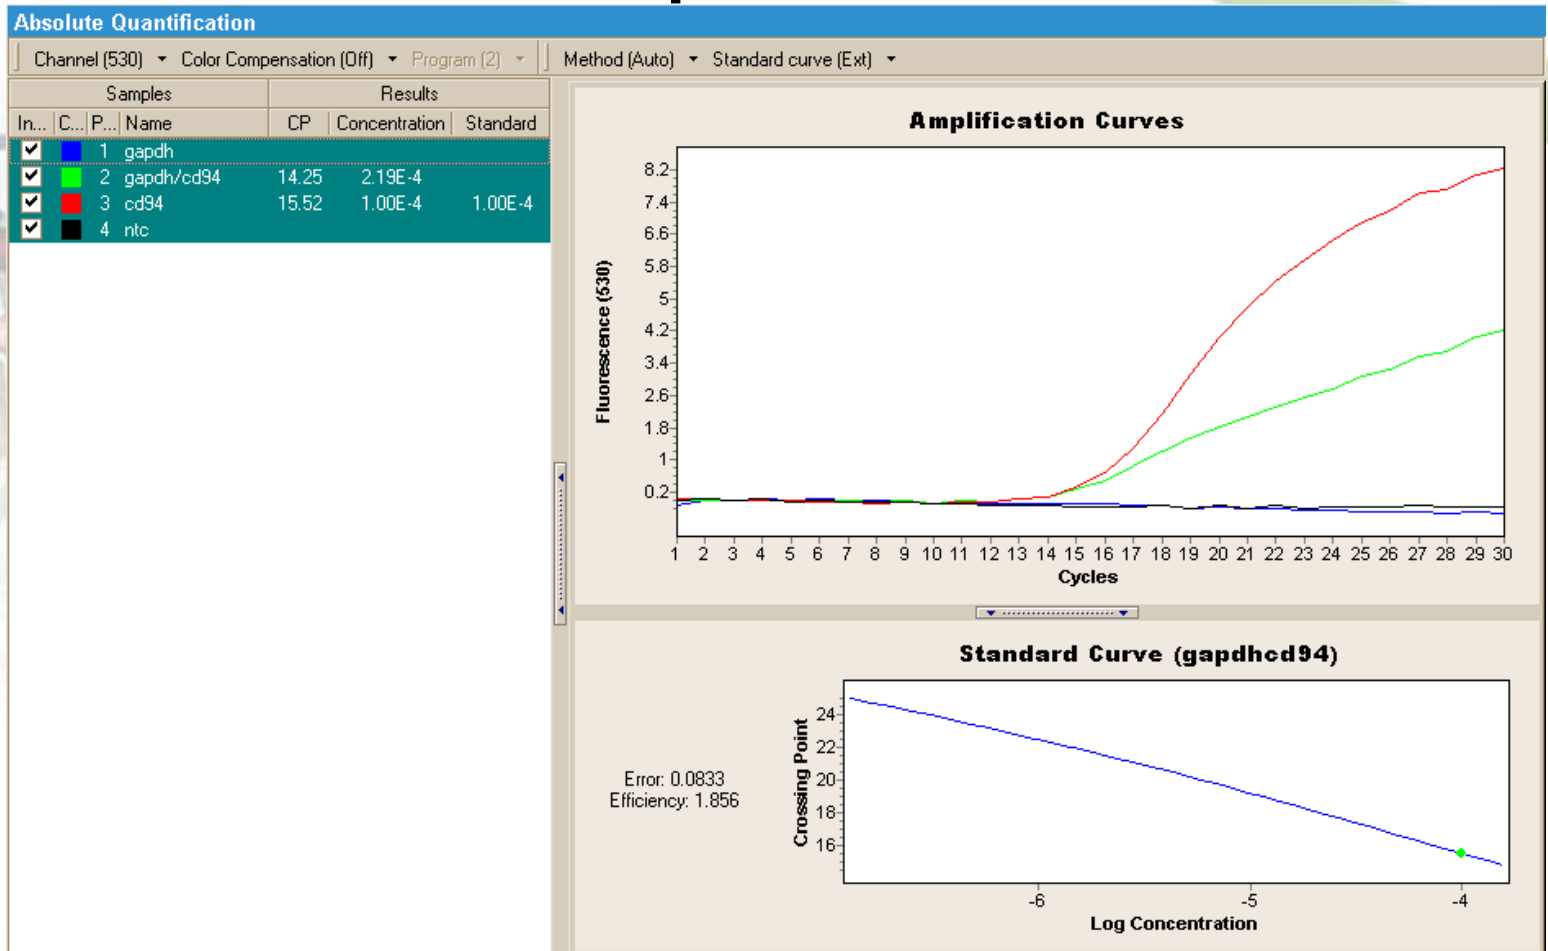 Absolute Quantification
Channel (530) Color Compensation (Off) Program (2) Method (Auto) Standard curve (Ext)
Samples Results
In... C... P... Name CP Concentration Standard
1 gapdh
2 gapdh/cd94 14.25 2.19E-4
3 cd94 15.52 1.00E-4 1.00E-4
4 ntc
Amplification Curves
8.2
7.4
6.6
5.8
5
4.2
3.4
2.6
1.8
1
0.2
Fluorescence (530)
1 2 3 4 5 6 7 8 9 10 11 12 13 14 15 16 17 18 19 20 21 22 23 24 25 26 27 28 29 30
Cycles
Standard Curve (gapdhcd94)
Error: 0.0833
Efficiency: 1.856
Crossing Point
24
22
20
18
16
-6 -5 -4
Log Concentration